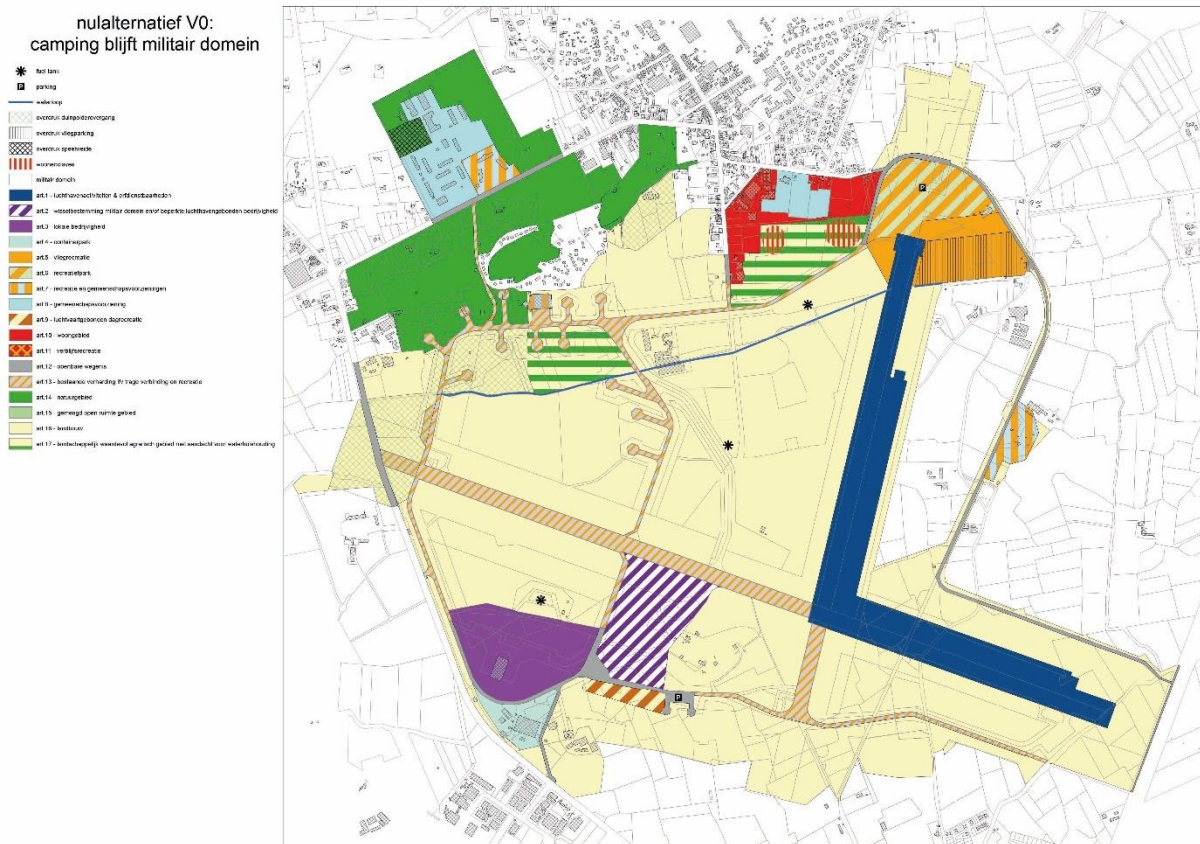 nulalternatief V0:
camping blijft militair domein
fuel tank
parking
waterloop
overdruk duinpolderovergang
overdruk vliegparking
overdruk speelweide
woonenclaves
militair domein
art.1 - luchthavenactiviteiten & erfdienstbaarheden
art.2 - wisselbestemming militair domein en/of beperkte luchthavengebonden bedrijvigheid
art.3 - lokale bedrijvigheid
art.4 - containerpark
art.5 - vliegrecreatie
art.6 - recreatiepark
art.7 - recreatie en gemeenschapsvoorzieningen
art.8 - gemeenschapsvoorziening
art.9 - luchtvaartgebonden dagrecreatie
art.10 - woongebied
art.11 - verblijfsrecreatie
art.12 - openbare wegenis
art.13 - bestaande verharding ifv trage verbinding en recreatie
art.14 - natuurgebied
art.15 - gemengd open ruimte gebied
art.16 - landbouw
art.17 - landschappelijk waardevol agrarisch gebied met aandacht voor waterhuishouding
P
P